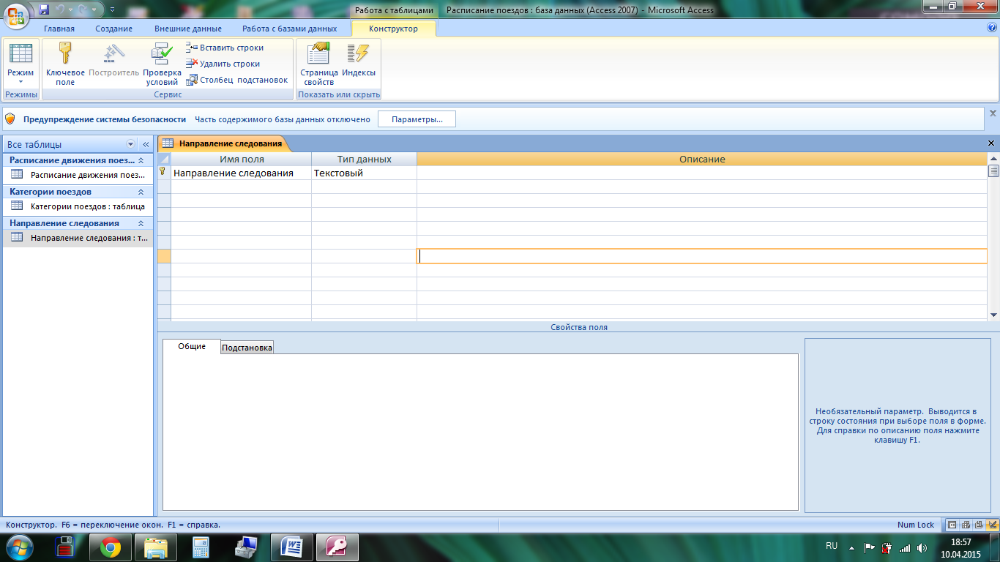 Работа с таблицами Расписание поездов : база данных (Access 2007) - Microsoft Access
Главная Создание Внешние данные Работа с базами данных Конструктор
Режим
Режимы
Ключевое поле
Построитель
Проверка условий
Вставить строки
Удалить строки
Столбец подстановок
Сервис
Страница свойств
Индексы
Показать или скрыть
Предупреждение системы безопасности Часть содержимого базы данных отключено Параметры...
Все таблицы
Расписание движения поез...
Расписание движения поез...
Категории поездов
Категории поездов : таблица
Направление следования
Направление следования : т...
Направление следования
Имя поля Тип данных Описание
Направление следования Текстовый
Свойства поля
Общие Подстановка
Необязательный параметр. Выводится в
строку состояния при выборе поля в форме.
Для справки по описанию поля нажмите
клавишу F1.
Конструктор. F6 = переключение окон. F1 = справка. Num Lock
RU 18:57
10.04.2015